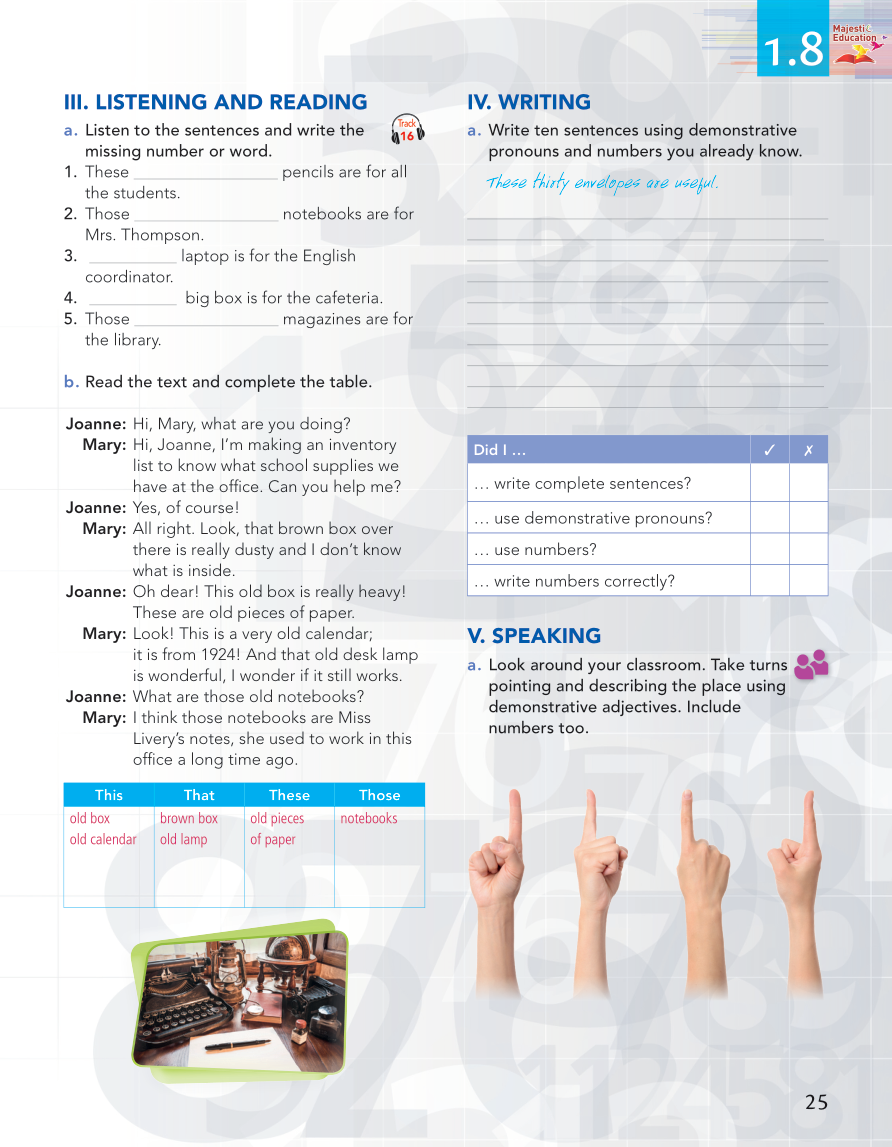 1.8
Majestic
Education
III. LISTENING AND READING
a. Listen to the sentences and write the
missing number or word.
Track
16
1. These ________________ pencils are for all
the students.
2. Those ________________ notebooks are for
Mrs. Thompson.
3. __________ laptop is for the English
coordinator.
4. __________ big box is for the cafeteria.
5. Those ________________ magazines are for
the library.
b. Read the text and complete the table.
Joanne: Hi, Mary, what are you doing?
Mary: Hi, Joanne, I’m making an inventory
list to know what school supplies we
have at the office. Can you help me?
Joanne: Yes, of course!
Mary: All right. Look, that brown box over
there is really dusty and I don’t know
what is inside.
Joanne: Oh dear! This old box is really heavy!
These are old pieces of paper.
Mary: Look! This is a very old calendar;
it is from 1924! And that old desk lamp
is wonderful, I wonder if it still works.
Joanne: What are those old notebooks?
Mary: I think those notebooks are Miss
Livery’s notes, she used to work in this
office a long time ago.
This That These Those
old box brown box old pieces notebooks
old calendar old lamp of paper
IV. WRITING
a. Write ten sentences using demonstrative
pronouns and numbers you already know.
These thirty envelopes are useful.
Did I … ✓ ✗
… write complete sentences?
… use demonstrative pronouns?
… use numbers?
… write numbers correctly?
V. SPEAKING
a. Look around your classroom. Take turns
pointing and describing the place using
demonstrative adjectives. Include
numbers too.
25